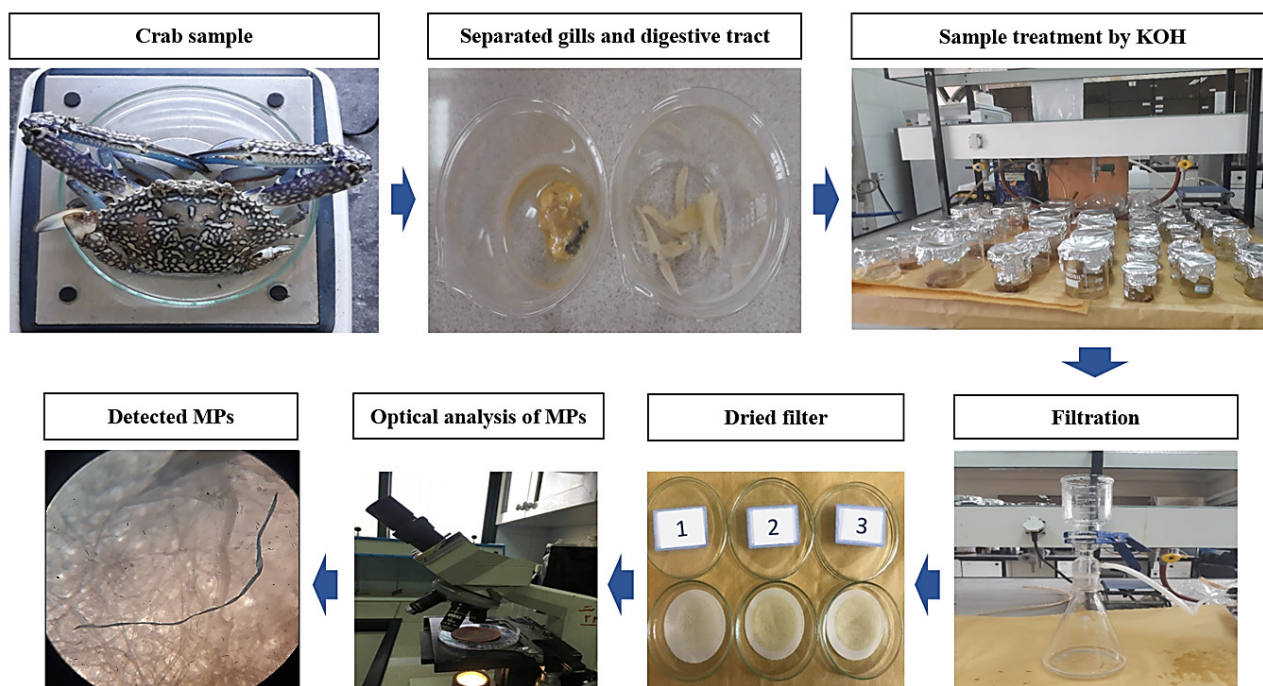 Crab sample
Separated gills and digestive tract
Sample treatment by KOH
Detected MPs
Optical analysis of MPs
Dried filter
Filtration
1
2
3